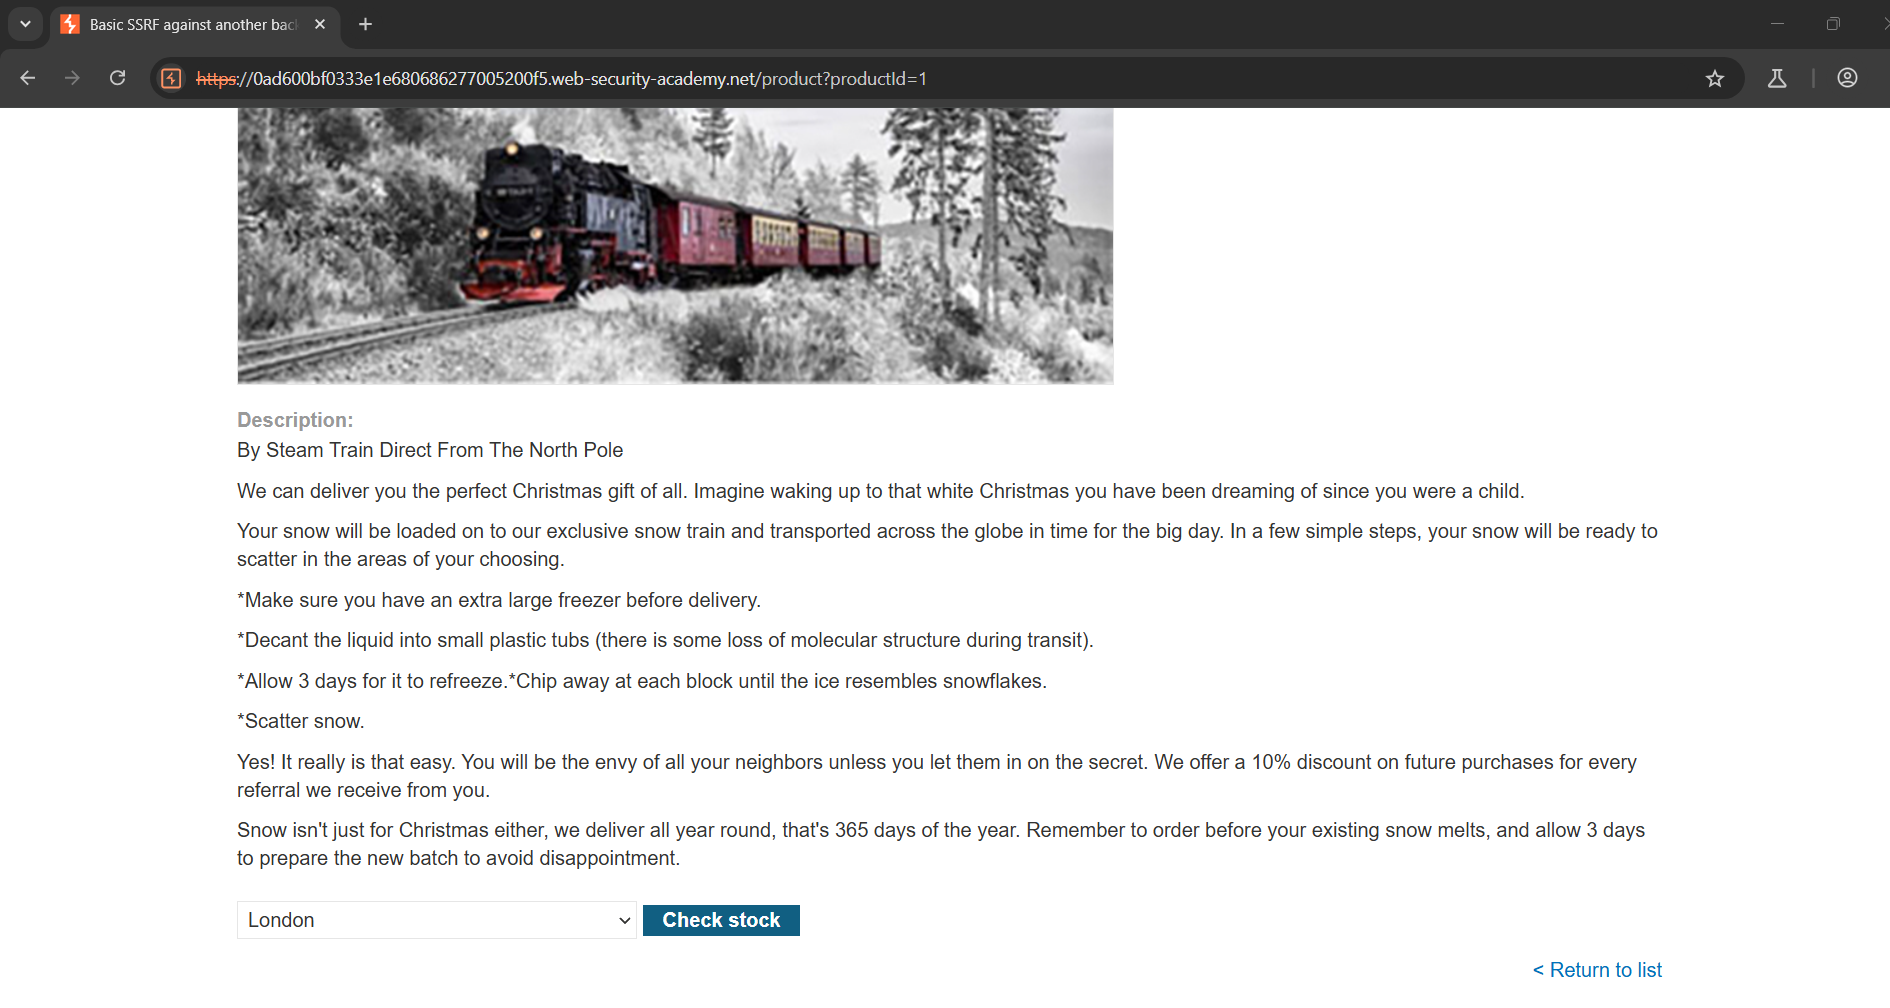 Basic SSRF against another bac
https://0ad600bf0333e1e680686277005200f5.web-security-academy.net/product?productId=1
Description:
By Steam Train Direct From The North Pole
We can deliver you the perfect Christmas gift of all. Imagine waking up to that white Christmas you have been dreaming of since you were a child.
Your snow will be loaded on to our exclusive snow train and transported across the globe in time for the big day. In a few simple steps, your snow will be ready to
scatter in the areas of your choosing.
*Make sure you have an extra large freezer before delivery.
*Decant the liquid into small plastic tubs (there is some loss of molecular structure during transit).
*Allow 3 days for it to refreeze.*Chip away at each block until the ice resembles snowflakes.
*Scatter snow.
Yes! It really is that easy. You will be the envy of all your neighbors unless you let them in on the secret. We offer a 10% discount on future purchases for every
referral we receive from you.
Snow isn't just for Christmas either, we deliver all year round, that's 365 days of the year. Remember to order before your existing snow melts, and allow 3 days
to prepare the new batch to avoid disappointment.
London
Check stock
< Return to list